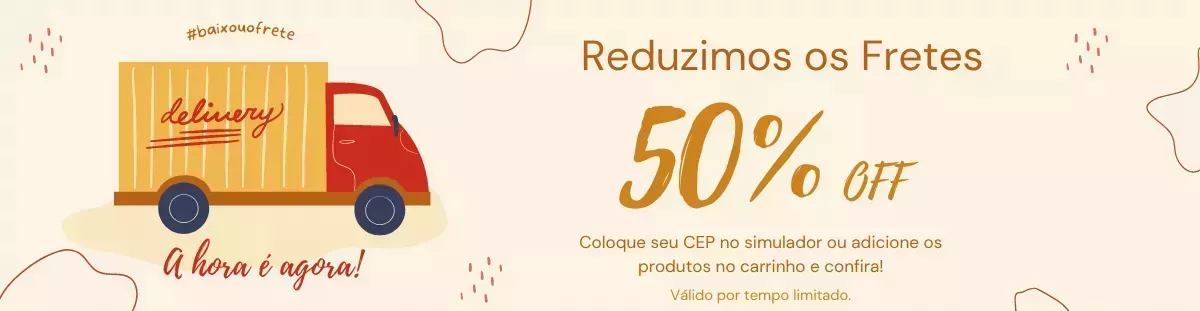 #baixouofrete
delivery
A hora é agora!
Reduzimos os Fretes
50% OFF
Coloque seu CEP no simulador ou adicione os
produtos no carrinho e confira!
Válido por tempo limitado.